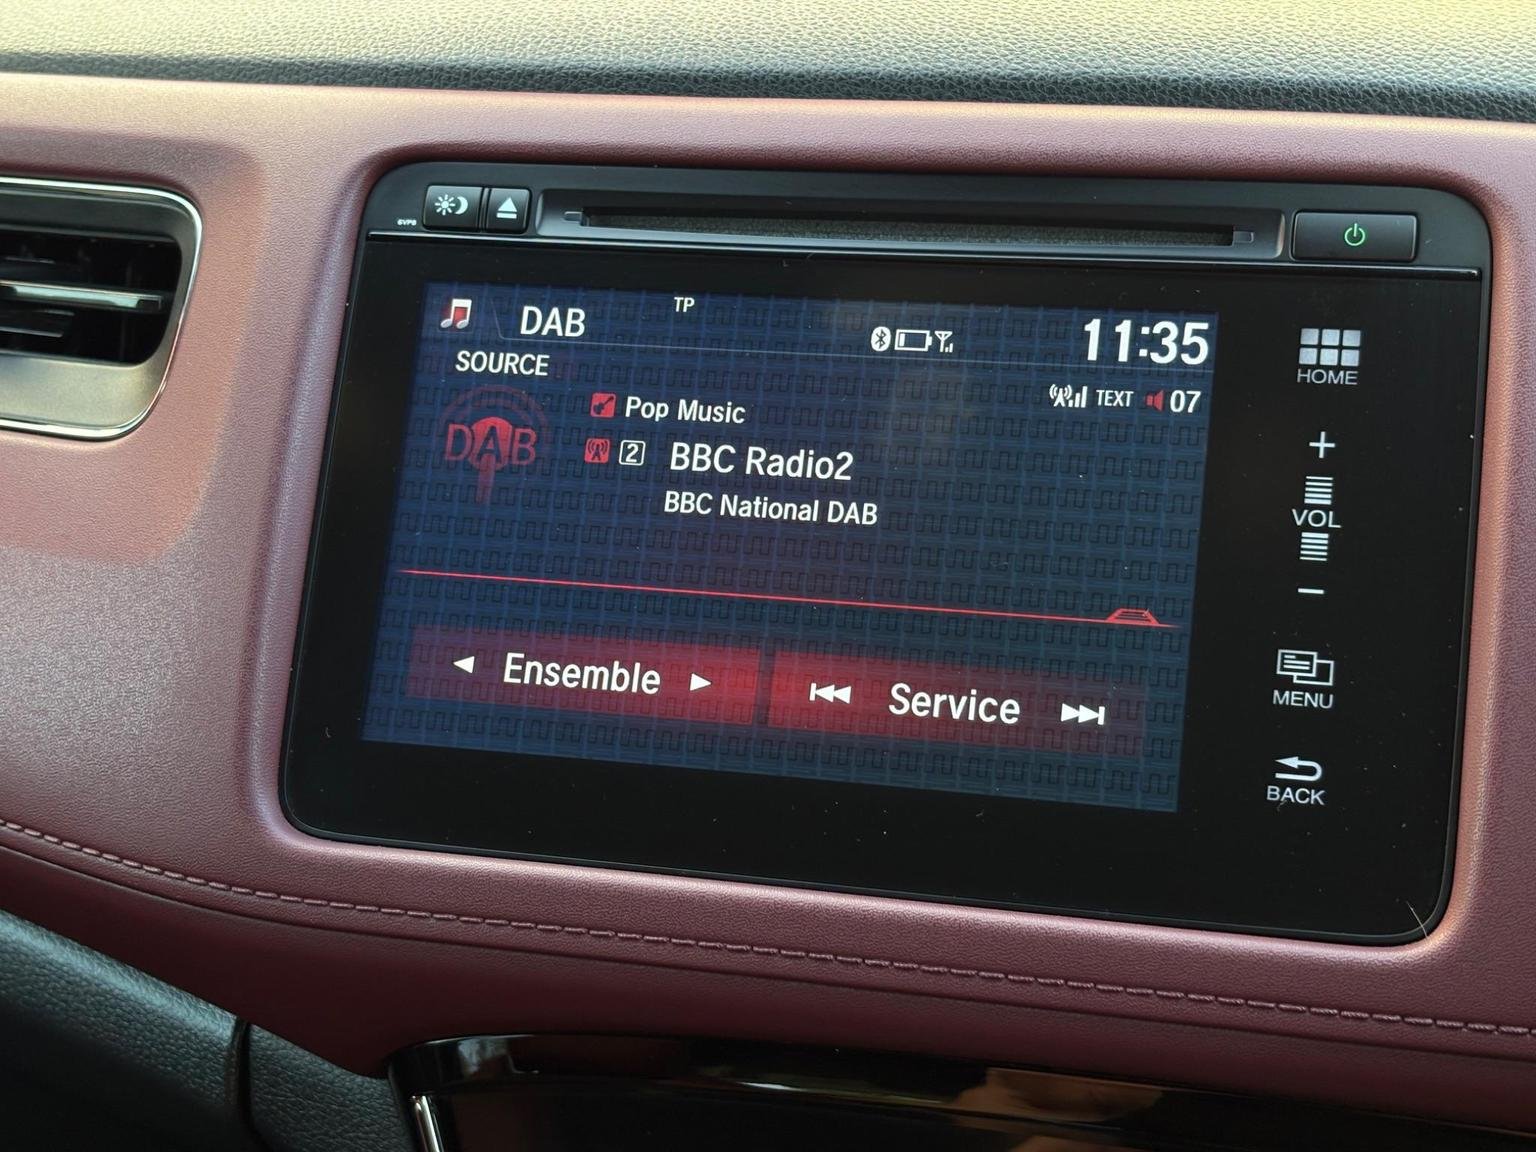 6VP8
DAB
TP
11:35
SOURCE
TEXT 07
Pop Music
DAB
2 BBC Radio2
BBC National DAB
Ensemble
Service
HOME
+
VOL
−
MENU
BACK